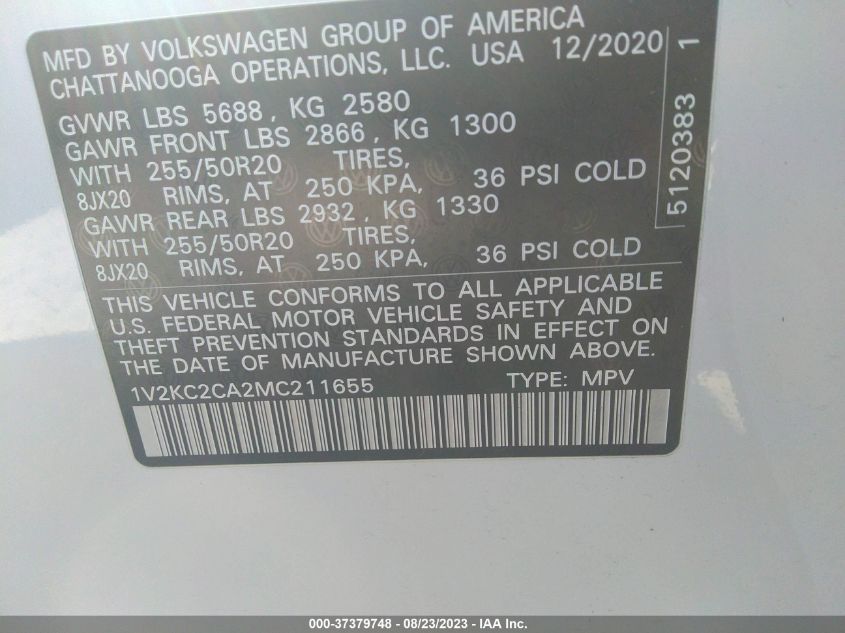 MFD BY VOLKSWAGEN GROUP OF AMERICA
CHATTANOOGA OPERATIONS, LLC. USA 12/2020 1
GVWR LBS 5688, KG 2580
GAWR FRONT LBS 2866, KG 1300
WITH 255/50R20 TIRES,
8JX20 RIMS, AT 250 KPA, 36 PSI COLD
GAWR REAR LBS 2932, KG 1330
WITH 255/50R20 TIRES,
8JX20 RIMS, AT 250 KPA, 36 PSI COLD
5120383
THIS VEHICLE CONFORMS TO ALL APPLICABLE
U.S. FEDERAL MOTOR VEHICLE SAFETY AND
THEFT PREVENTION STANDARDS IN EFFECT ON
THE DATE OF MANUFACTURE SHOWN ABOVE.
1V2KC2CA2MC211655 TYPE: MPV
000-37379748 - 08/23/2023 - IAA Inc.